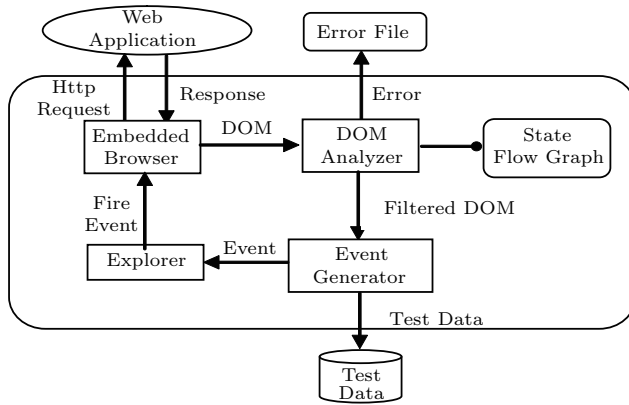 Web
Application
Error File
Http
Request
Response
Error
Embedded
Browser
DOM
DOM
Analyzer
State
Flow Graph
Fire
Event
Filtered DOM
Explorer
Event
Event
Generator
Test Data
Test
Data